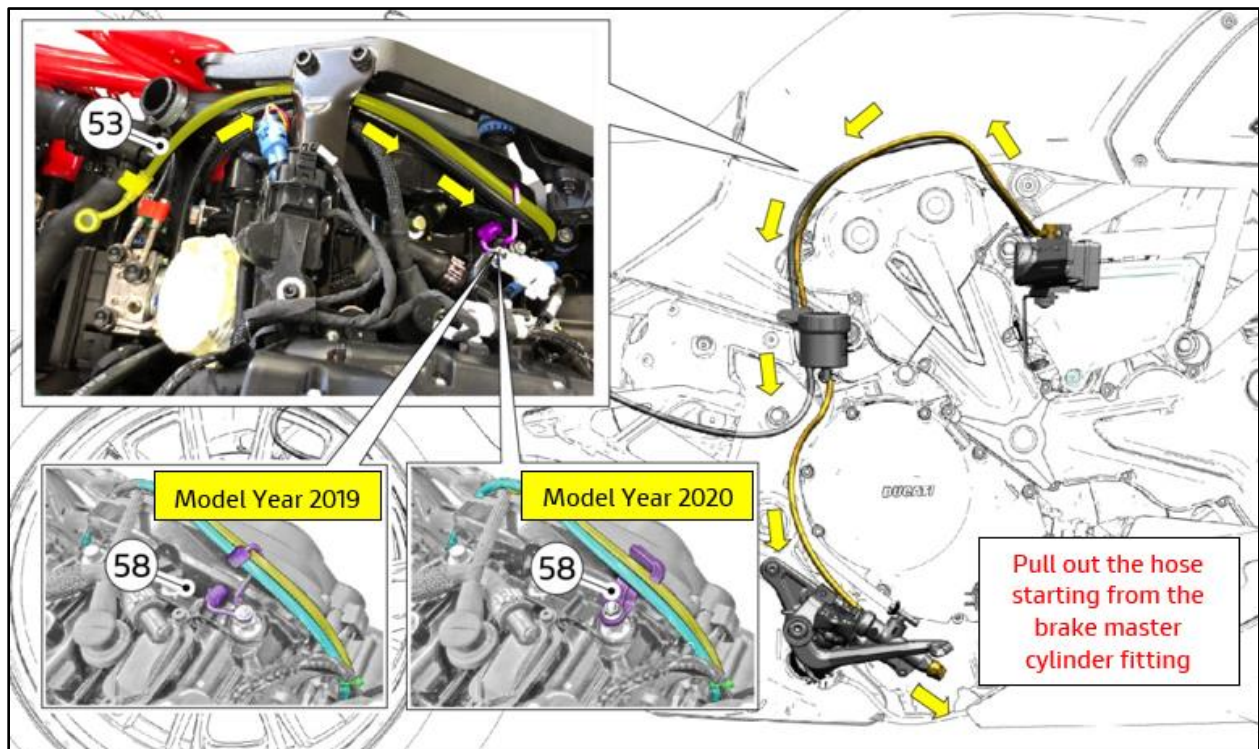 53
Model Year 2019
58
Model Year 2020
58
DUCATI
Pull out the hose
starting from the
brake master
cylinder fitting